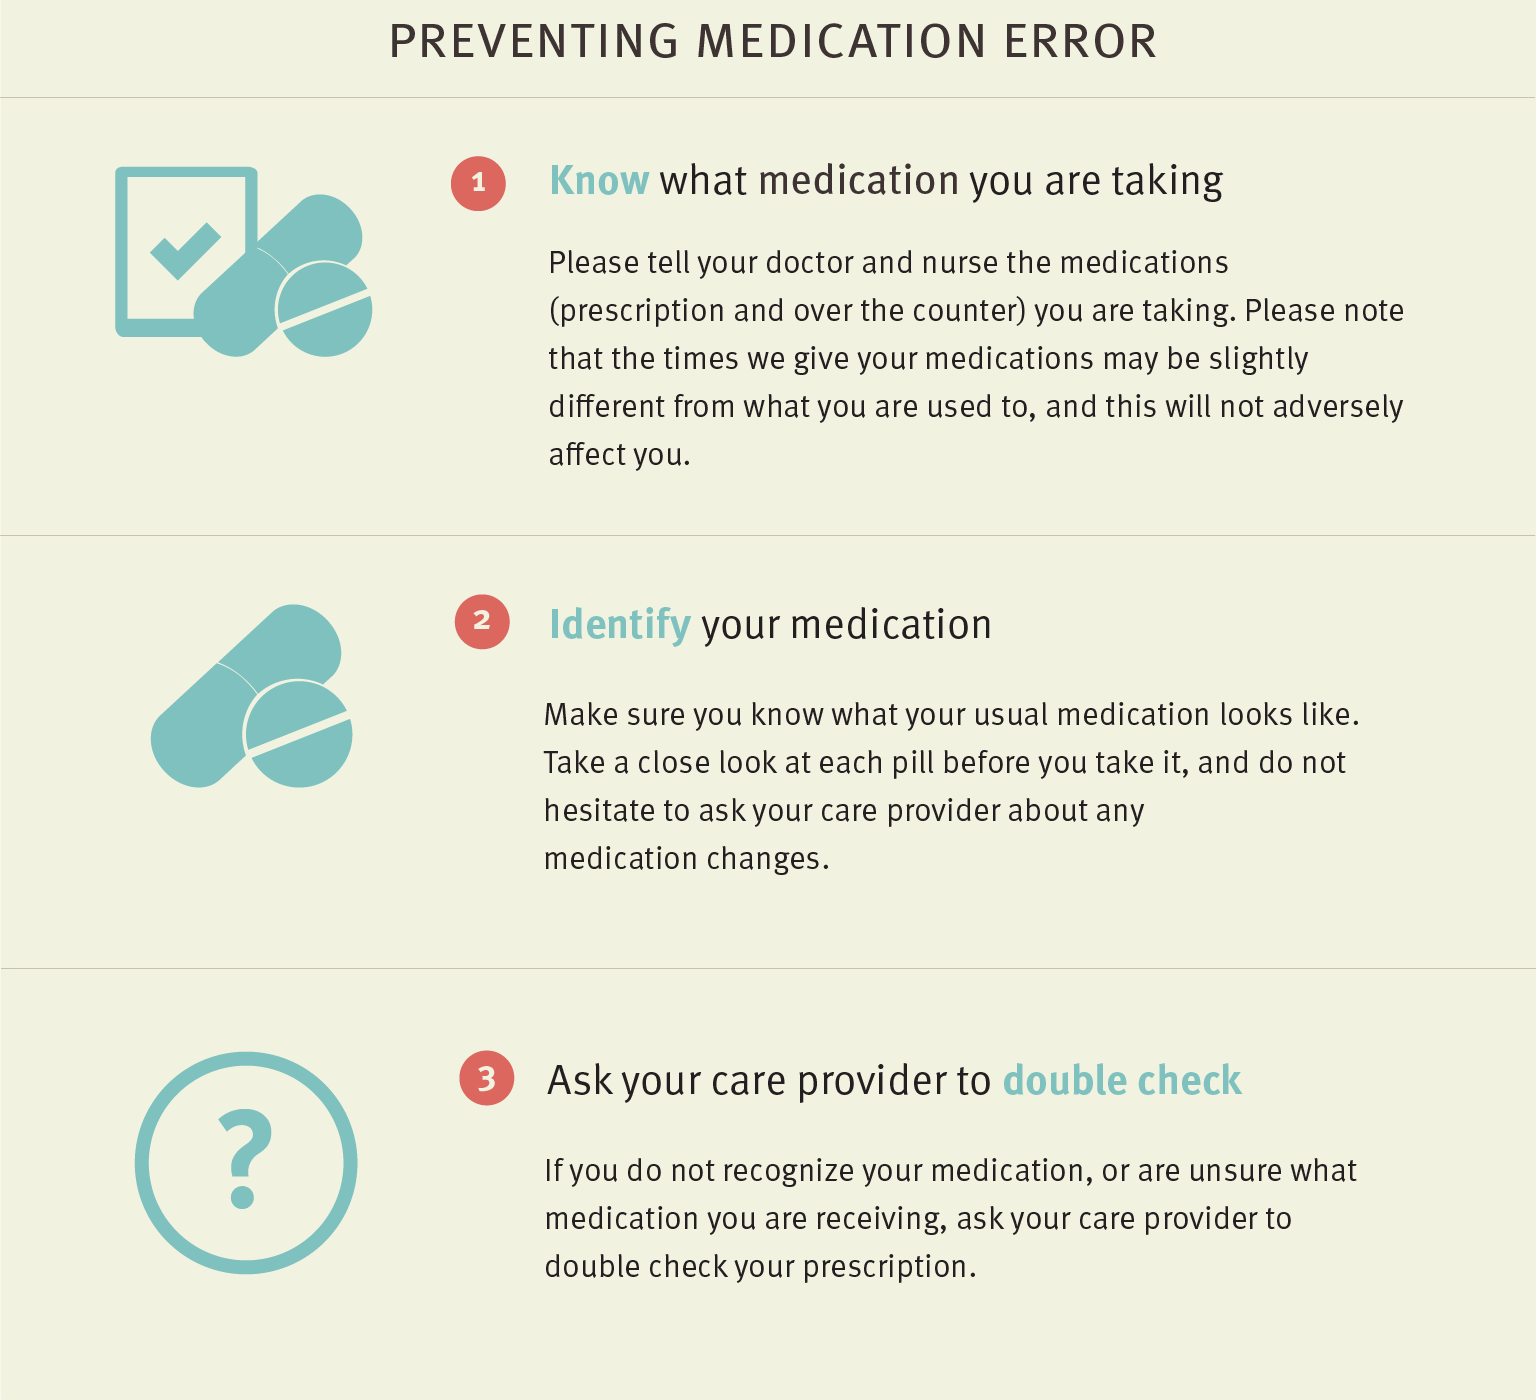 PREVENTING MEDICATION ERROR
1 Know what medication you are taking
Please tell your doctor and nurse the medications
(prescription and over the counter) you are taking. Please note
that the times we give your medications may be slightly
different from what you are used to, and this will not adversely
affect you.
2 Identify your medication
Make sure you know what your usual medication looks like.
Take a close look at each pill before you take it, and do not
hesitate to ask your care provider about any
medication changes.
?
3 Ask your care provider to double check
If you do not recognize your medication, or are unsure what
medication you are receiving, ask your care provider to
double check your prescription.